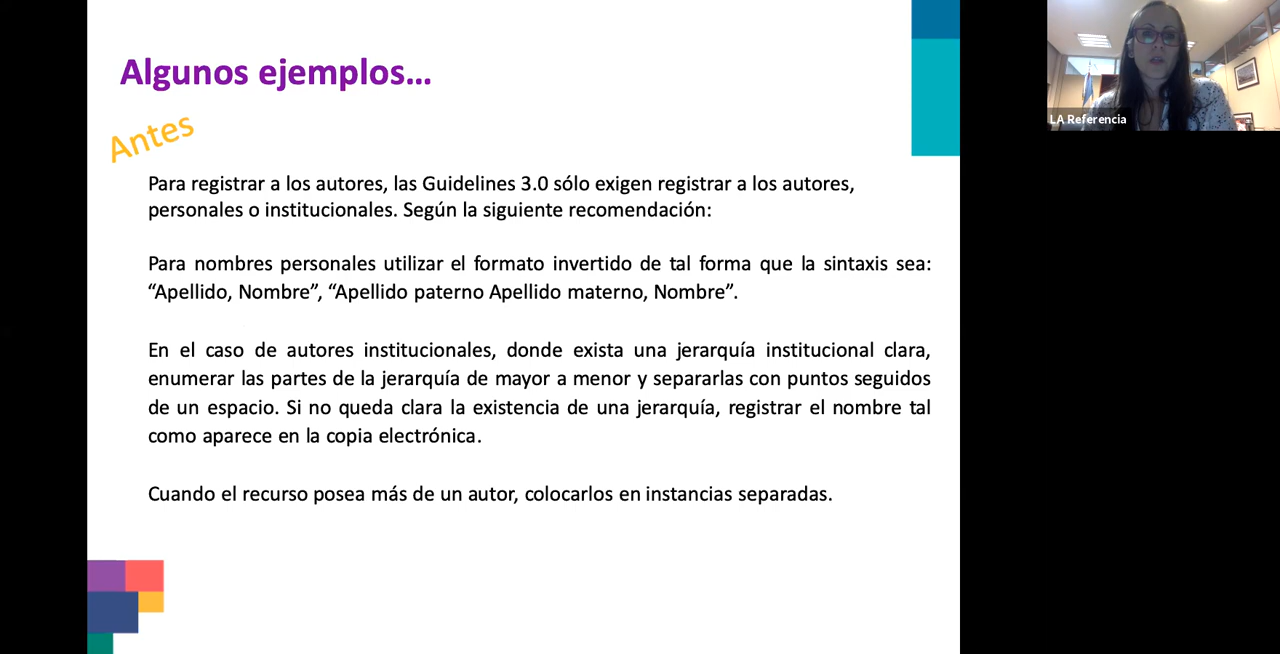 Algunos ejemplos...
Antes
Para registrar a los autores, las Guidelines 3.0 sólo exigen registrar a los autores,
personales o institucionales. Según la siguiente recomendación:
Para nombres personales utilizar el formato invertido de tal forma que la sintaxis sea:
“Apellido, Nombre”, “Apellido paterno Apellido materno, Nombre”.
En el caso de autores institucionales, donde exista una jerarquía institucional clara,
enumerar las partes de la jerarquía de mayor a menor y separarlas con puntos seguidos
de un espacio. Si no queda clara la existencia de una jerarquía, registrar el nombre tal
como aparece en la copia electrónica.
Cuando el recurso posea más de un autor, colocarlos en instancias separadas.
LA Referencia